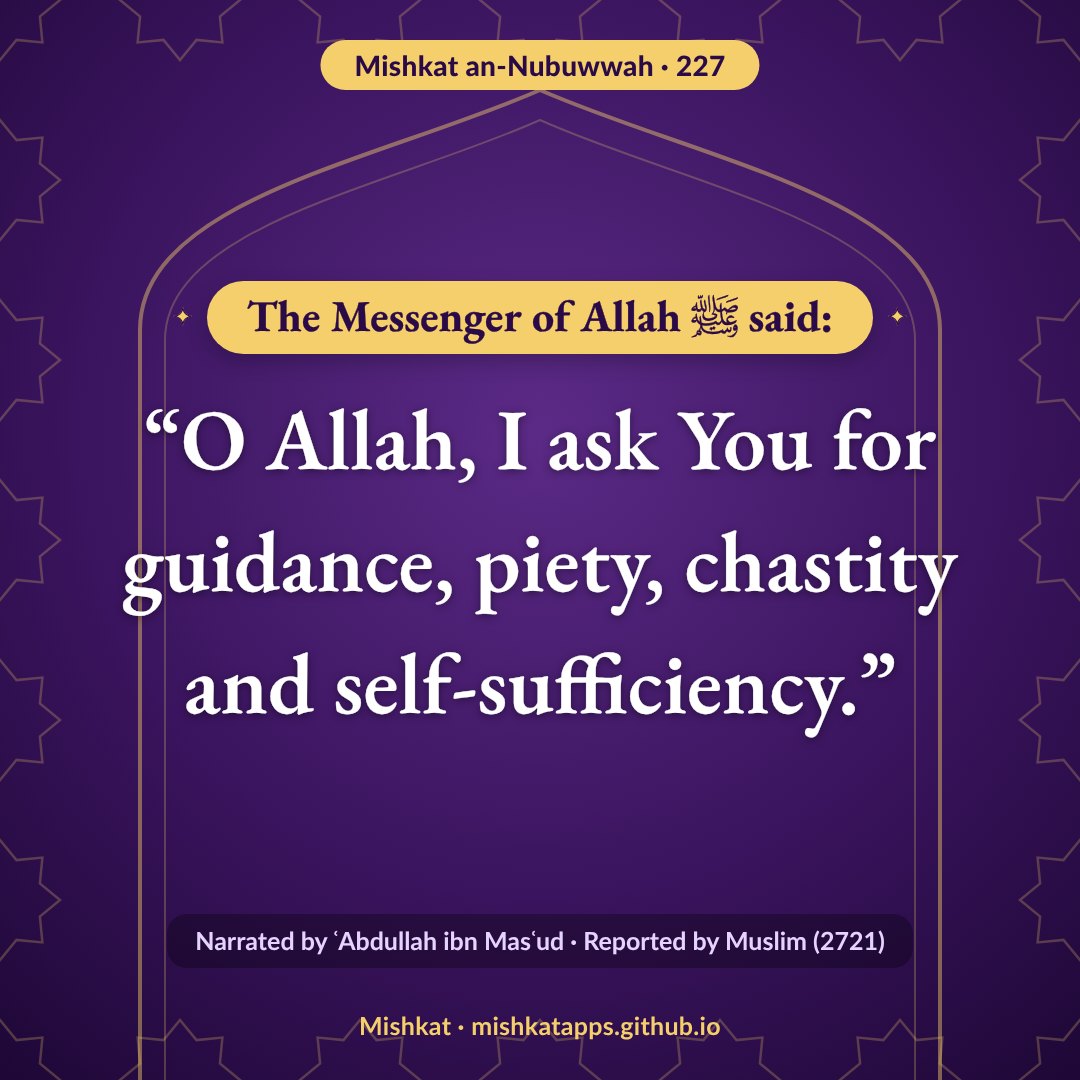 Mishkat an-Nubuwwah · 227
The Messenger of Allah ﷺ said:
“O Allah, I ask You for
guidance, piety, chastity
and self-sufficiency.”
Narrated by ʿAbdullah ibn Masʿud · Reported by Muslim (2721)
Mishkat · mishkatapps.github.io